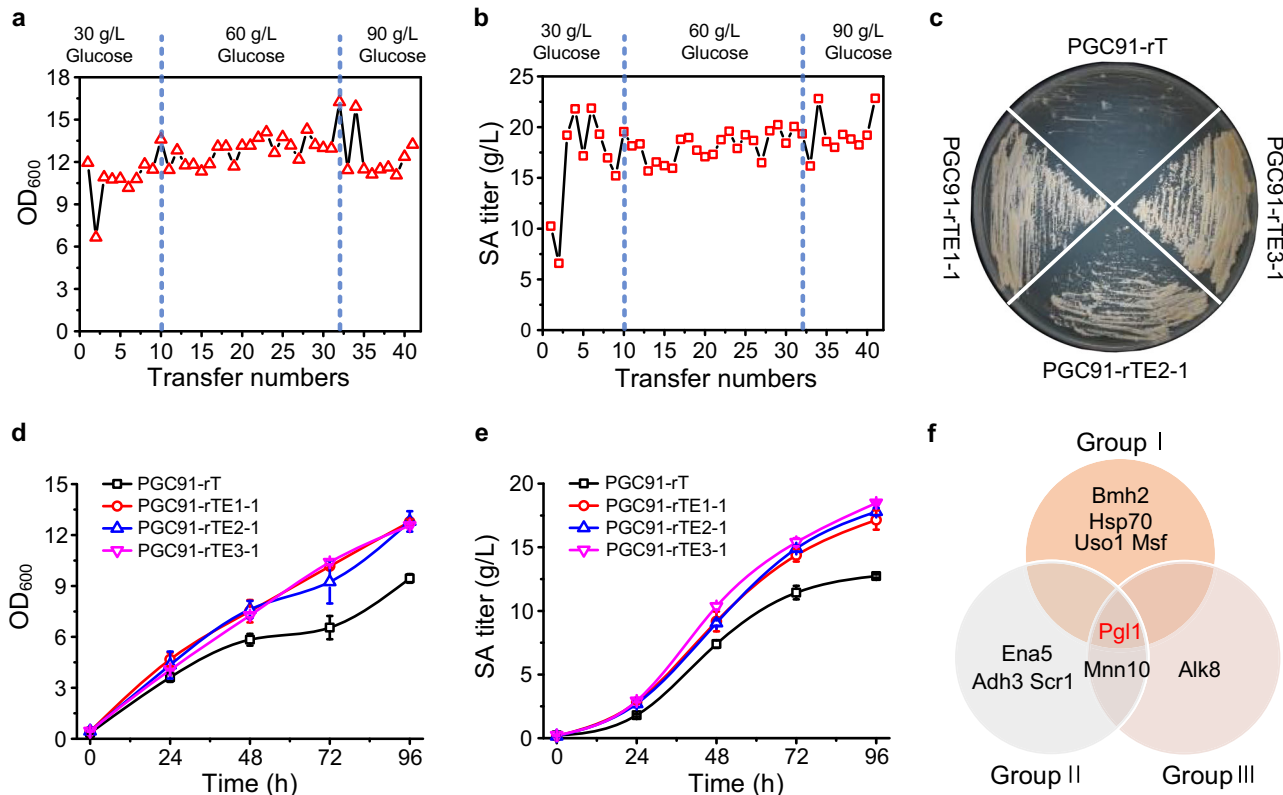 a
30 g/L
Glucose
60 g/L
Glucose
90 g/L
Glucose
18
15
12
9
6
3
0
OD600
0 5 10 15 20 25 30 35 40
Transfer numbers
b
30 g/L
Glucose
60 g/L
Glucose
90 g/L
Glucose
25
20
15
10
5
0
SA titer (g/L)
0 5 10 15 20 25 30 35 40
Transfer numbers
c
PGC91-rT
PGC91-rTE1-1
PGC91-rTE3-1
PGC91-rTE2-1
d
PGC91-rT
PGC91-rTE1-1
PGC91-rTE2-1
PGC91-rTE3-1
15
12
9
6
3
0
OD600
0 24 48 72 96
Time (h)
e
PGC91-rT
PGC91-rTE1-1
PGC91-rTE2-1
PGC91-rTE3-1
20
15
10
5
0
SA titer (g/L)
0 24 48 72 96
Time (h)
f
Group I
Bmh2
Hsp70
Uso1 Msf
Pgl1
Ena5
Adh3 Scr1
Mnn10
Alk8
Group II
Group III